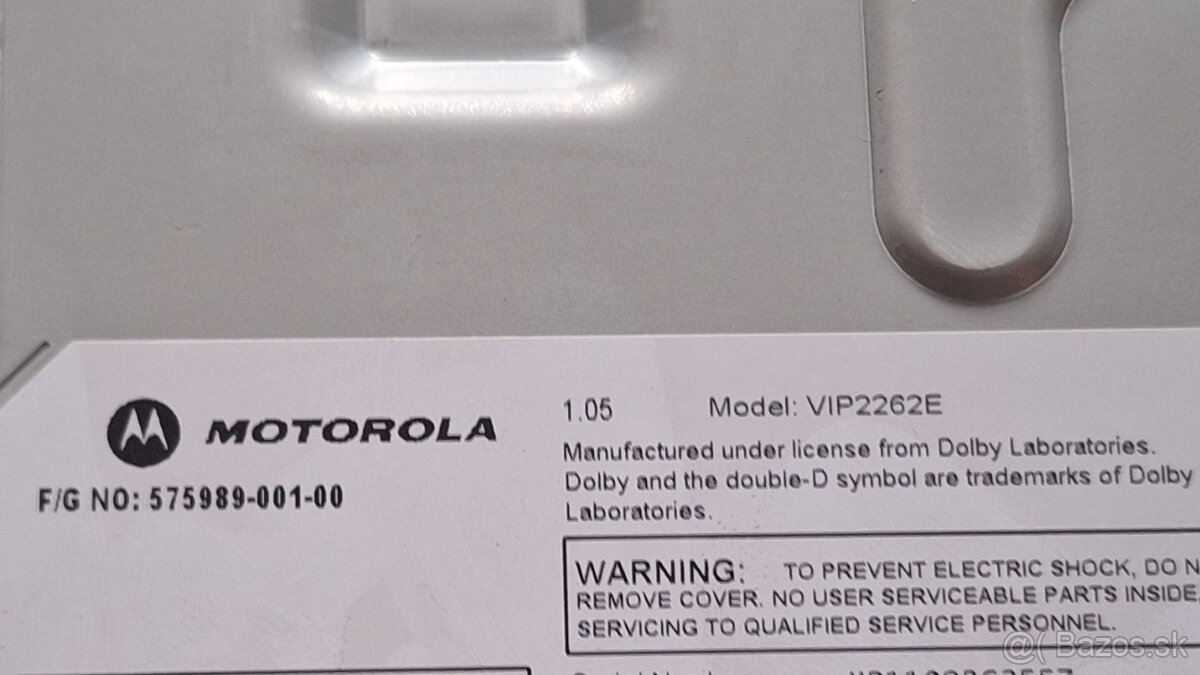 MOTOROLA
F/G NO: 575989-001-00
1.05 Model: VIP2262E
Manufactured under license from Dolby Laboratories.
Dolby and the double-D symbol are trademarks of Dolby
Laboratories.
WARNING: TO PREVENT ELECTRIC SHOCK, DO N
REMOVE COVER. NO USER SERVICEABLE PARTS INSIDE.
SERVICING TO QUALIFIED SERVICE PERSONNEL.
@( Bazos.sk